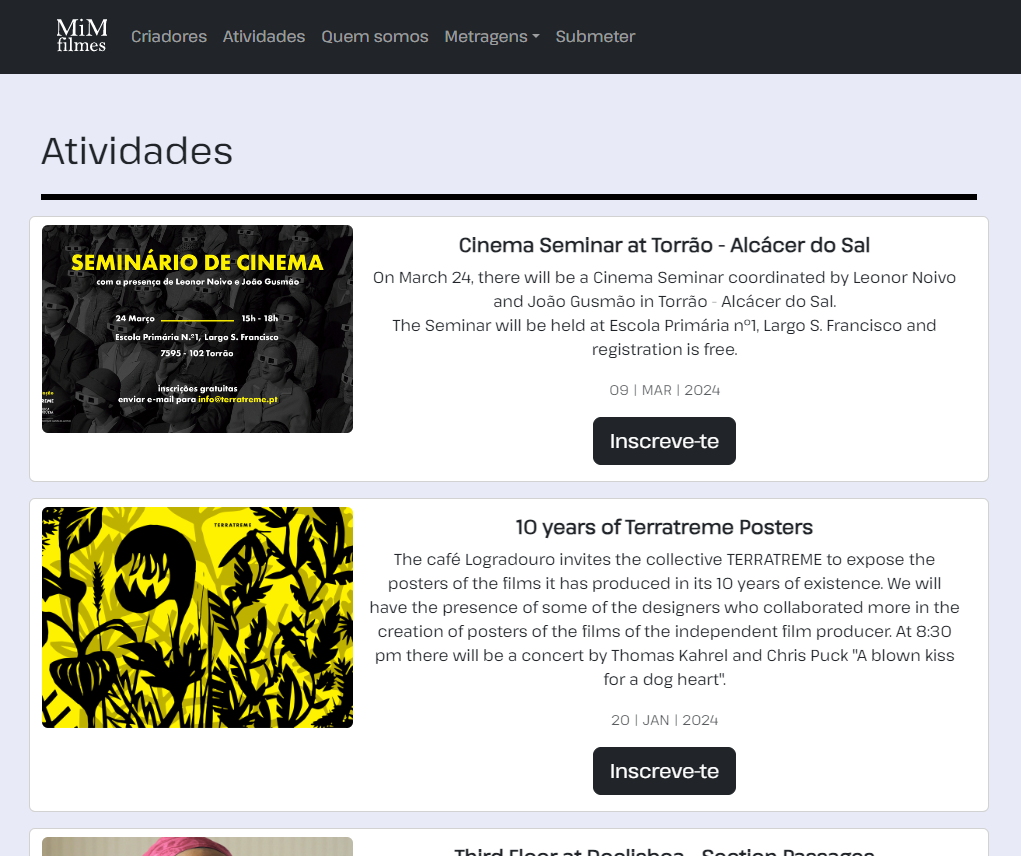 MiM
filmes
Criadores
Atividades
Quem somos
Metragens
Submeter
Atividades
SEMINÁRIO DE CINEMA
com a presença de Leonor Noivo e João Gusmão
24 Março 15h - 18h
Escola Primária N.º1, Largo S. Francisco
7595 - 102 Torrão
inscrições gratuitas
enviar e-mail para info@terratreme.pt
Cinema Seminar at Torrão - Alcácer do Sal
On March 24, there will be a Cinema Seminar coordinated by Leonor Noivo
and João Gusmão in Torrão - Alcácer do Sal.
The Seminar will be held at Escola Primária nº1, Largo S. Francisco and
registration is free.
09 | MAR | 2024
Inscreve-te
TERRATREME
10 years of Terratreme Posters
The café Logradouro invites the collective TERRATREME to expose the
posters of the films it has produced in its 10 years of existence. We will
have the presence of some of the designers who collaborated more in the
creation of posters of the films of the independent film producer. At 8:30
pm there will be a concert by Thomas Kahrel and Chris Puck "A blown kiss
for a dog heart".
20 | JAN | 2024
Inscreve-te
Third Floor at Doclisboa - Section Passages